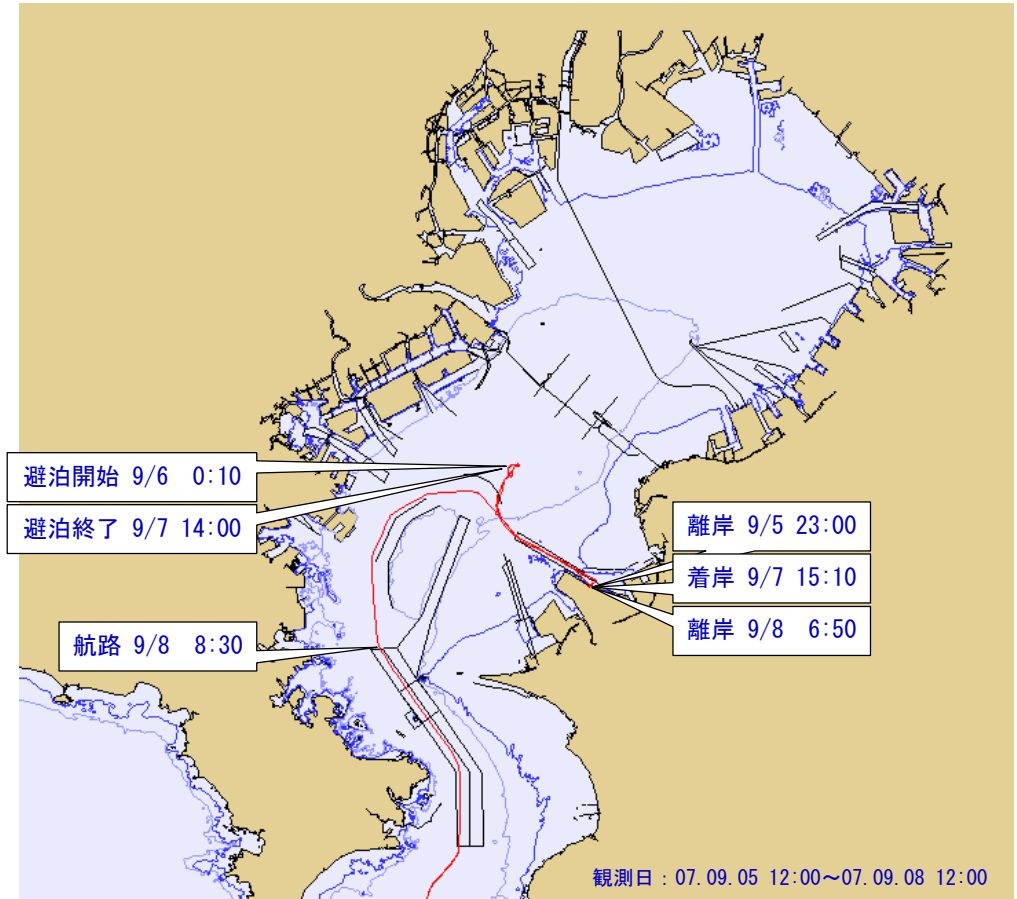 避泊開始 9/6 0:10
避泊終了 9/7 14:00
離岸 9/5 23:00
着岸 9/7 15:10
離岸 9/8 6:50
航路 9/8 8:30
観測日：07.09.05 12:00～07.09.08 12:00